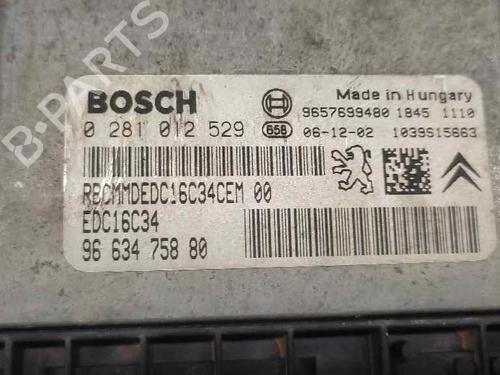 B-PARTS
BOSCH
Made in Hungary
9657699480 1845 1110
0 281 012 529 658 06-12-02 1039S15663
RBCMMDEDC16C34CEM 00
EDC16C34
96 634 758 80